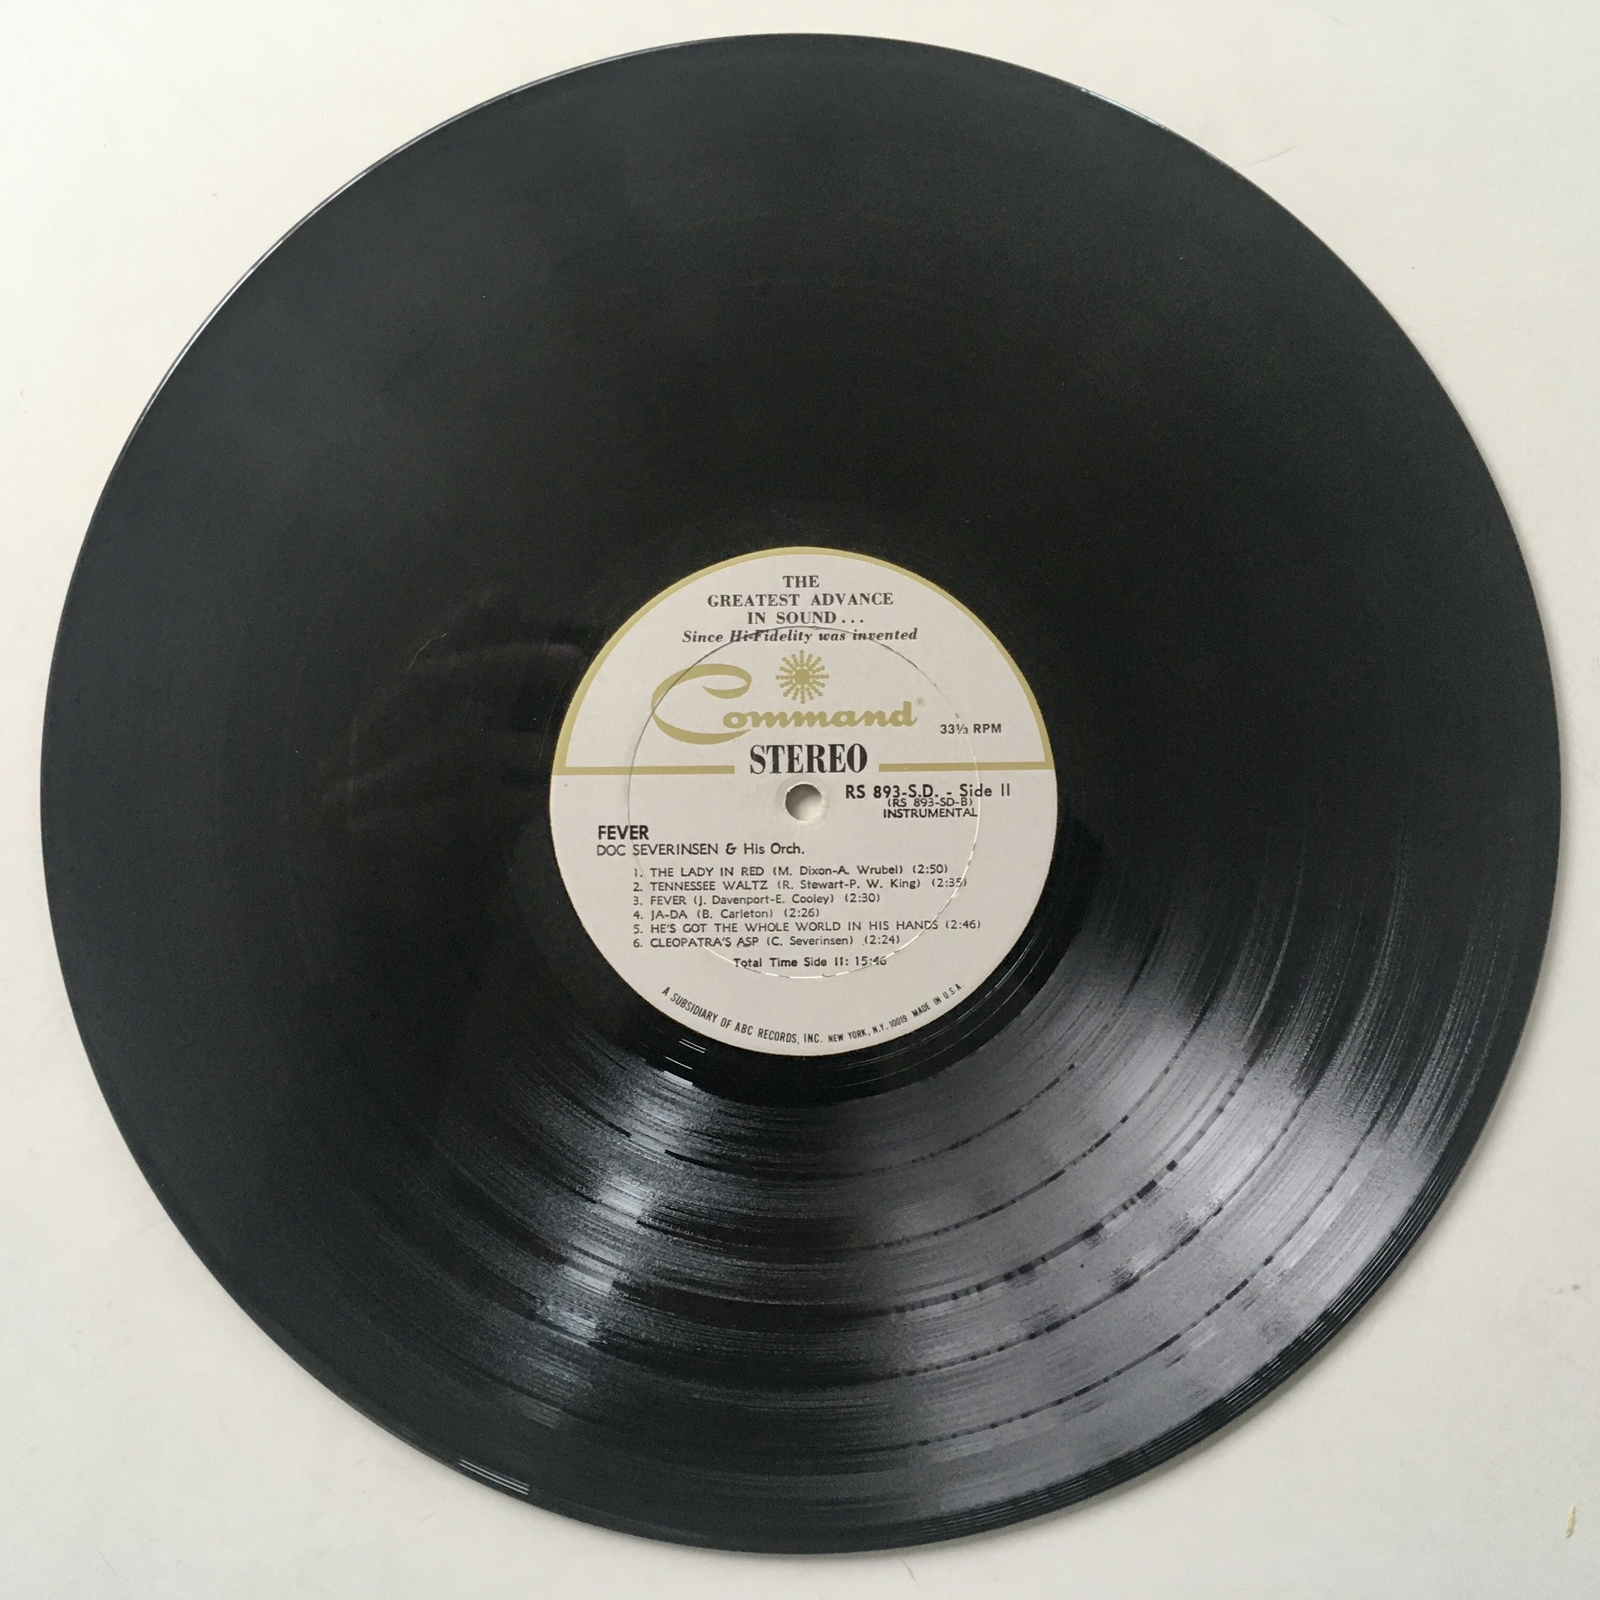 THE
GREATEST ADVANCE
IN SOUND...
Since Hi-Fidelity was invented
Command®
33⅓ RPM
STEREO
RS 893-S.D. - Side II
(RS 893-SD-B)
INSTRUMENTAL
FEVER
DOC SEVERINSEN & His Orch.
1. THE LADY IN RED (M. Dixon-A. Wrubel) (2:50)
2. TENNESSEE WALTZ (R. Stewart-P. W. King) (2:35)
3. FEVER (J. Davenport-E. Cooley) (2:30)
4. JA-DA (B. Carleton) (2:26)
5. HE'S GOT THE WHOLE WORLD IN HIS HANDS (2:46)
6. CLEOPATRA'S ASP (C. Severinsen) (2:24)
Total Time Side II: 15:46
A SUBSIDIARY OF ABC RECORDS, INC. NEW YORK, N.Y. 10019 MADE IN U.S.A.